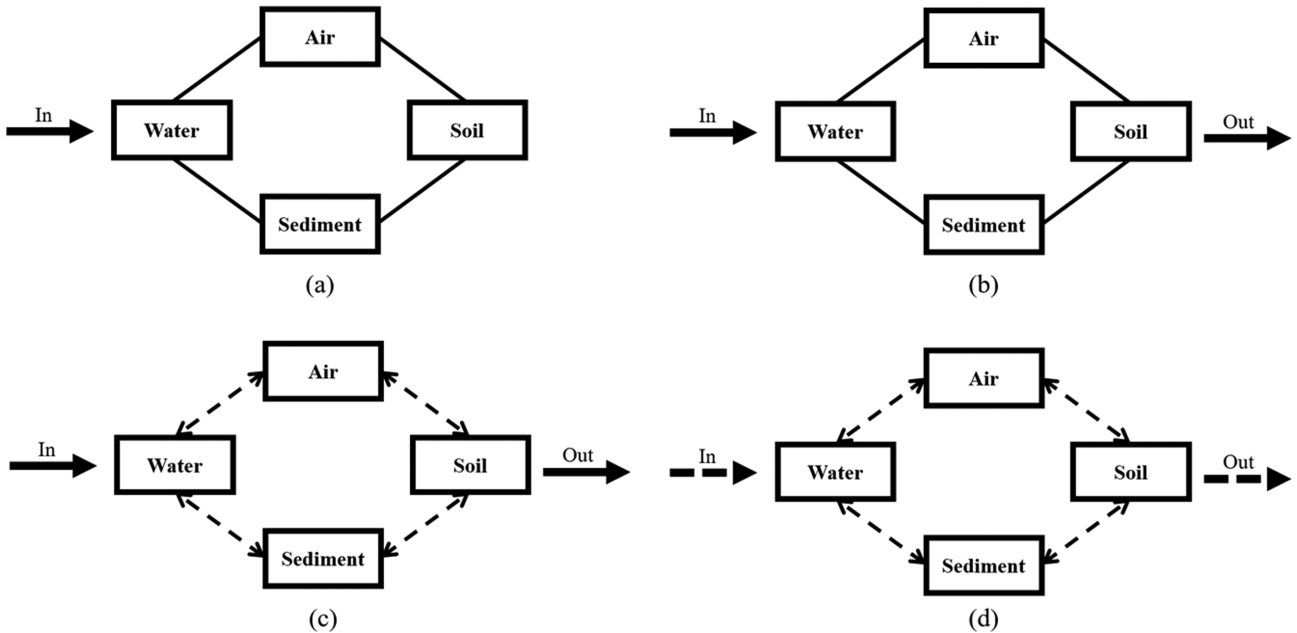 Air
In
Water
Soil
Sediment
(a)
Air
In
Water
Soil
Out
Sediment
(b)
Air
In
Water
Soil
Out
Sediment
(c)
Air
In
Water
Soil
Out
Sediment
(d)